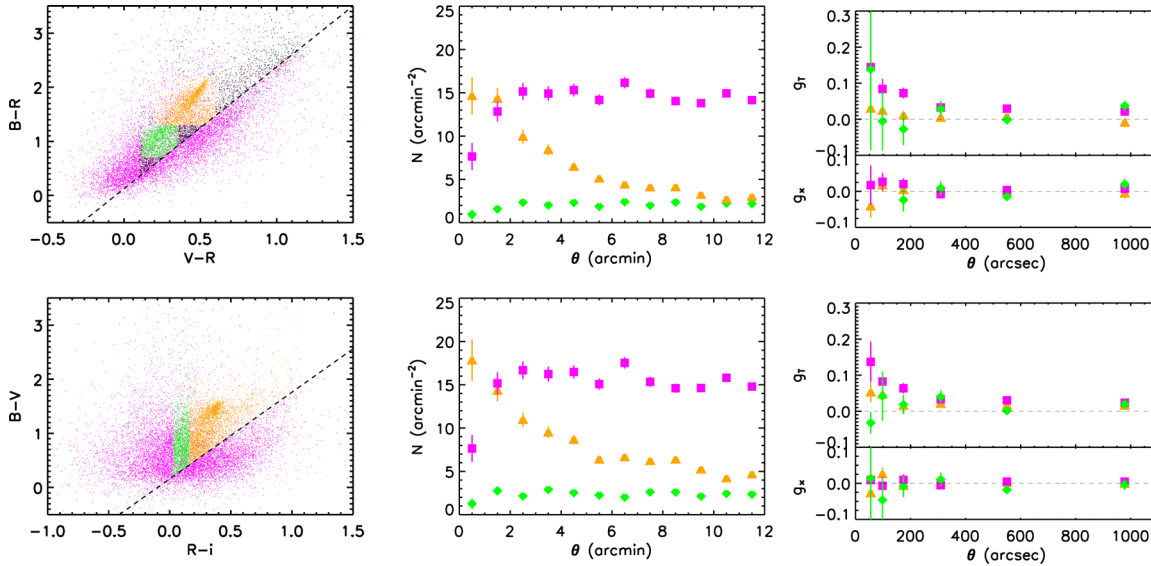 B−R
3
2
1
0
−0.5 0.0 0.5 1.0 1.5
V−R
N (arcmin⁻²)
25
20
15
10
5
0
0 2 4 6 8 10 12
θ (arcmin)
gT
0.3
0.2
0.1
0.0
−0.1
g×
0.1
0.0
−0.1
0 200 400 600 800 1000
θ (arcsec)
B−V
3
2
1
0
−1.0 −0.5 0.0 0.5 1.0 1.5
R−i
N (arcmin⁻²)
25
20
15
10
5
0
0 2 4 6 8 10 12
θ (arcmin)
gT
0.3
0.2
0.1
0.0
−0.1
g×
0.1
0.0
−0.1
0 200 400 600 800 1000
θ (arcsec)